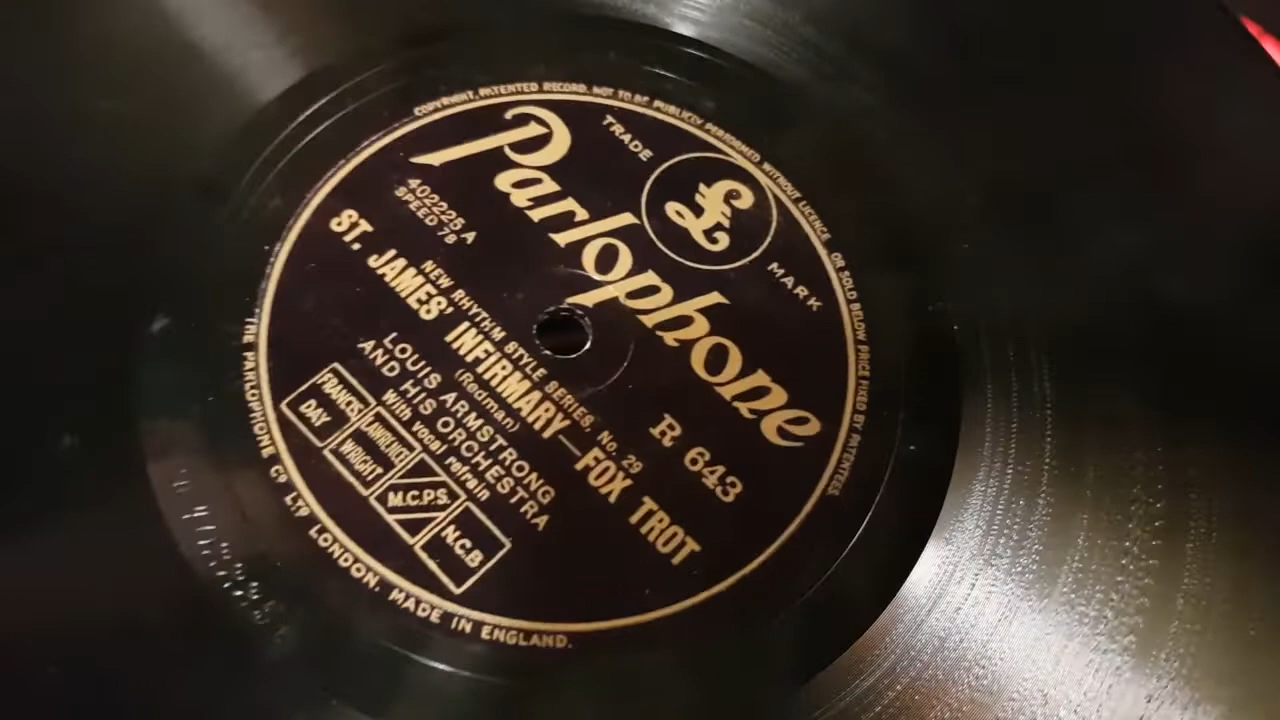 COPYRIGHT, PATENTED RECORD. NOT TO BE PUBLICLY PERFORMED WITHOUT LICENCE OR SOLD BELOW PRICE FIXED BY PATENTEES.
Parlophone
TRADE
£
MARK
402225 A
SPEED 78
R 643
NEW RHYTHM STYLE SERIES, No. 29
ST. JAMES' INFIRMARY—FOX TROT
(Redman)
LOUIS ARMSTRONG
AND HIS ORCHESTRA
With vocal refrain
FRANCIS
DAY
LAWRENCE
WRIGHT
M.C.P.S.
N.C.B
THE PARLOPHONE Cº LTD LONDON. MADE IN ENGLAND.